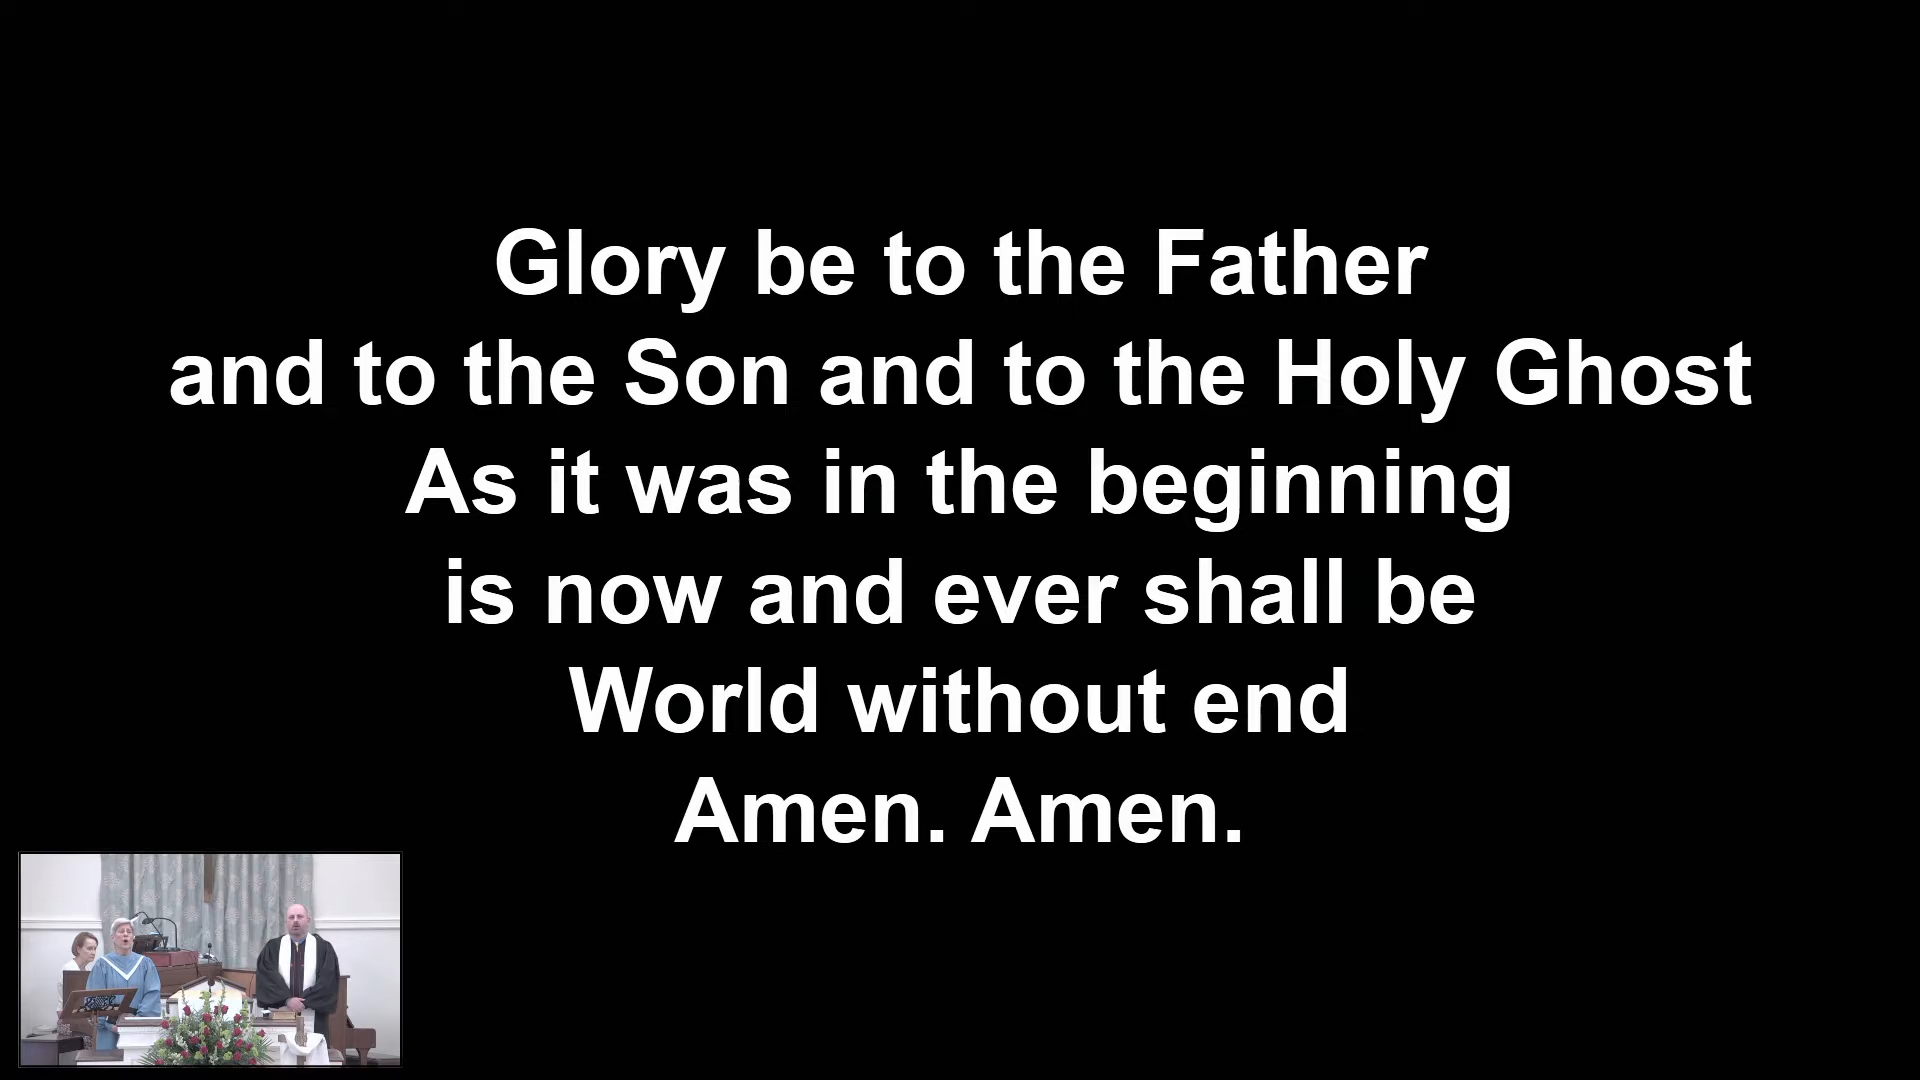 Glory be to the Father
and to the Son and to the Holy Ghost
As it was in the beginning
is now and ever shall be
World without end
Amen. Amen.